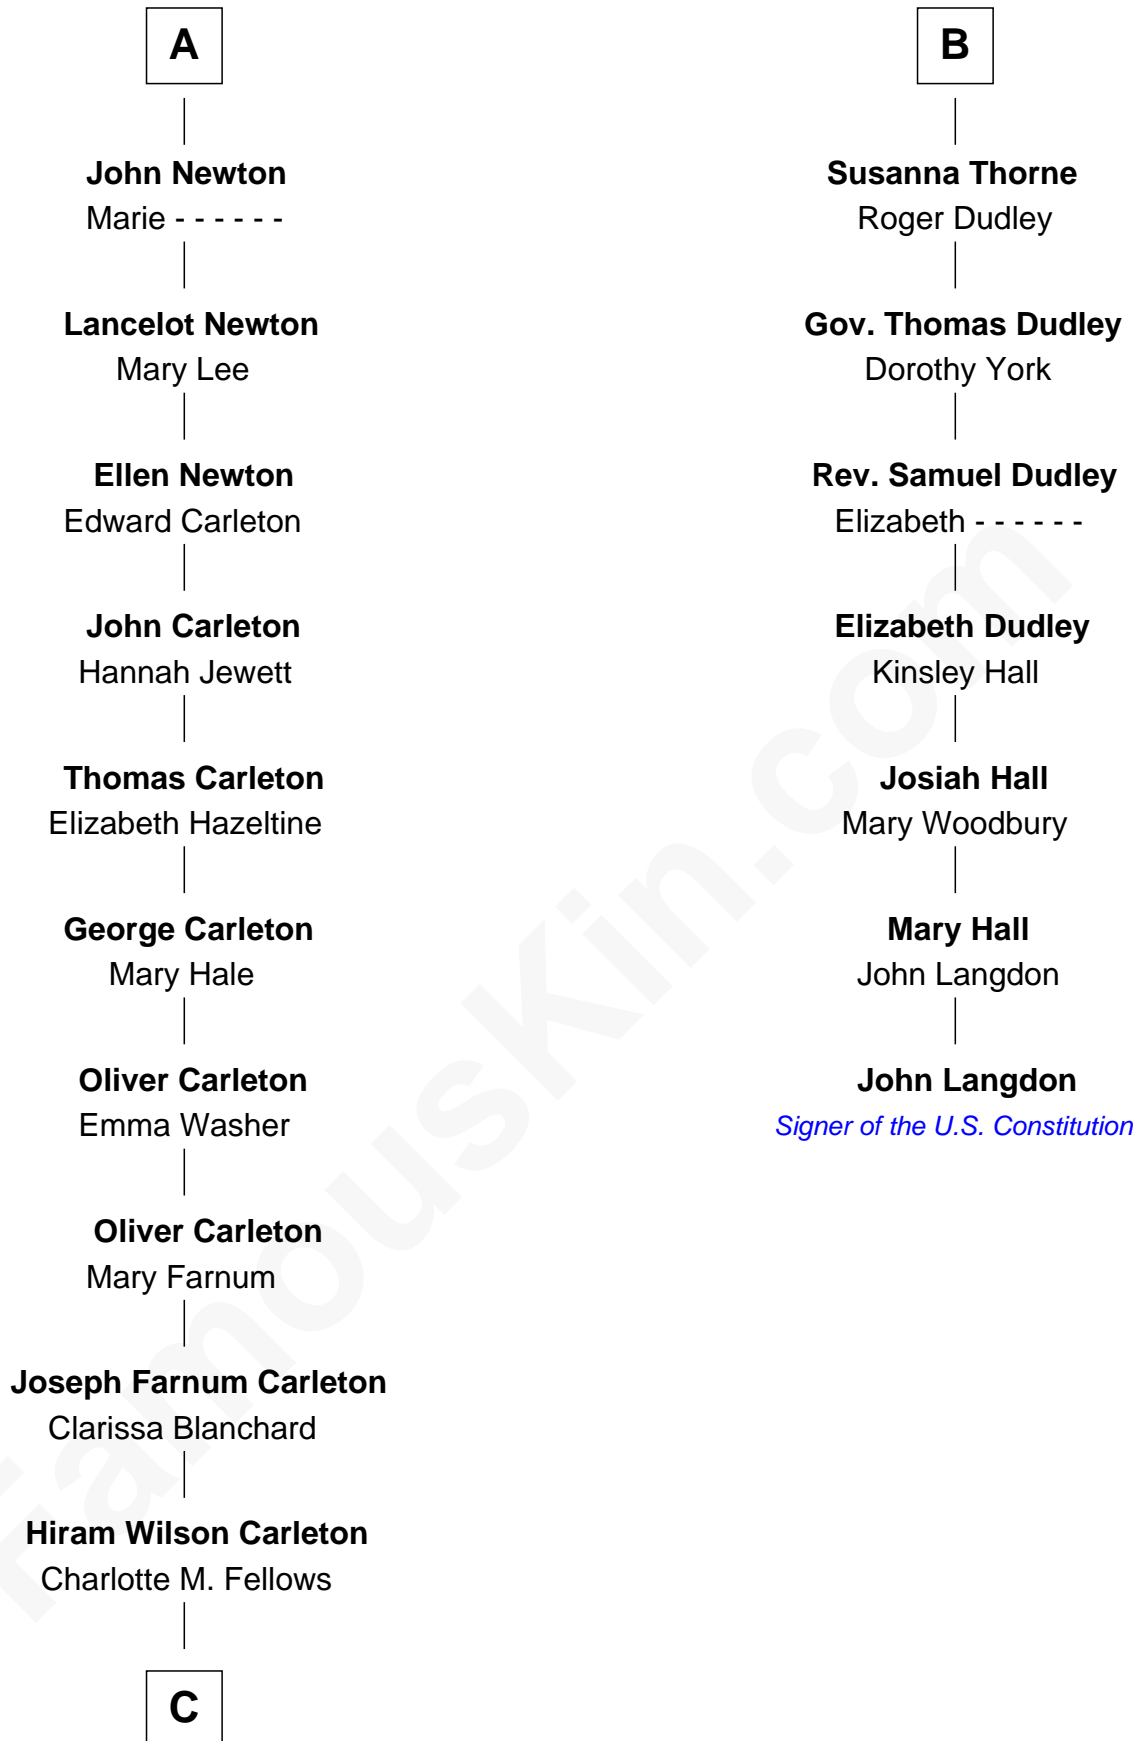 A
John Newton
Marie - - - - - -
Lancelot Newton
Mary Lee
Ellen Newton
Edward Carleton
John Carleton
Hannah Jewett
Thomas Carleton
Elizabeth Hazeltine
George Carleton
Mary Hale
Oliver Carleton
Emma Washer
Oliver Carleton
Mary Farnum
Joseph Farnum Carleton
Clarissa Blanchard
Hiram Wilson Carleton
Charlotte M. Fellows
C
B
Susanna Thorne
Roger Dudley
Gov. Thomas Dudley
Dorothy York
Rev. Samuel Dudley
Elizabeth - - - - - -
Elizabeth Dudley
Kinsley Hall
Josiah Hall
Mary Woodbury
Mary Hall
John Langdon
John Langdon
Signer of the U.S. Constitution
FamousKin.com